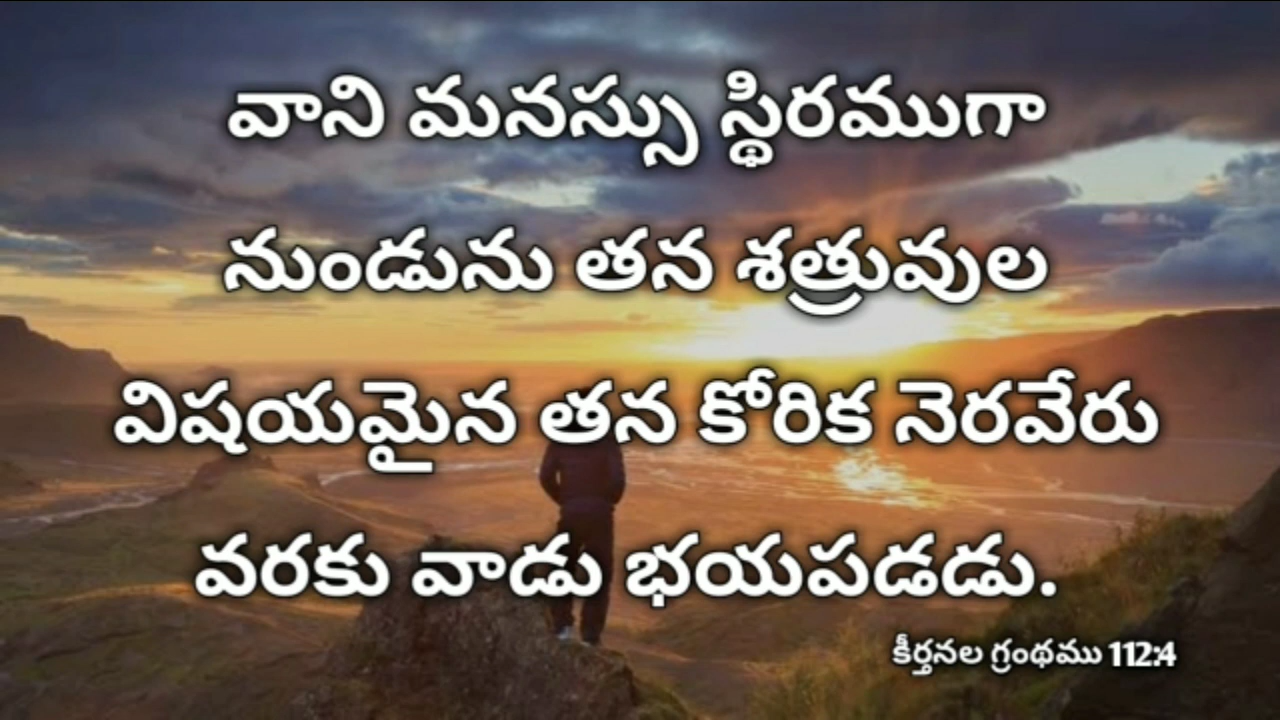 వాని మనస్సు స్థిరముగా
నుండును తన శత్రువుల
విషయమైన తన కోరిక నెరవేరు
వరకు వాడు భయపడడు.
కీర్తనల గ్రంథము 112:4